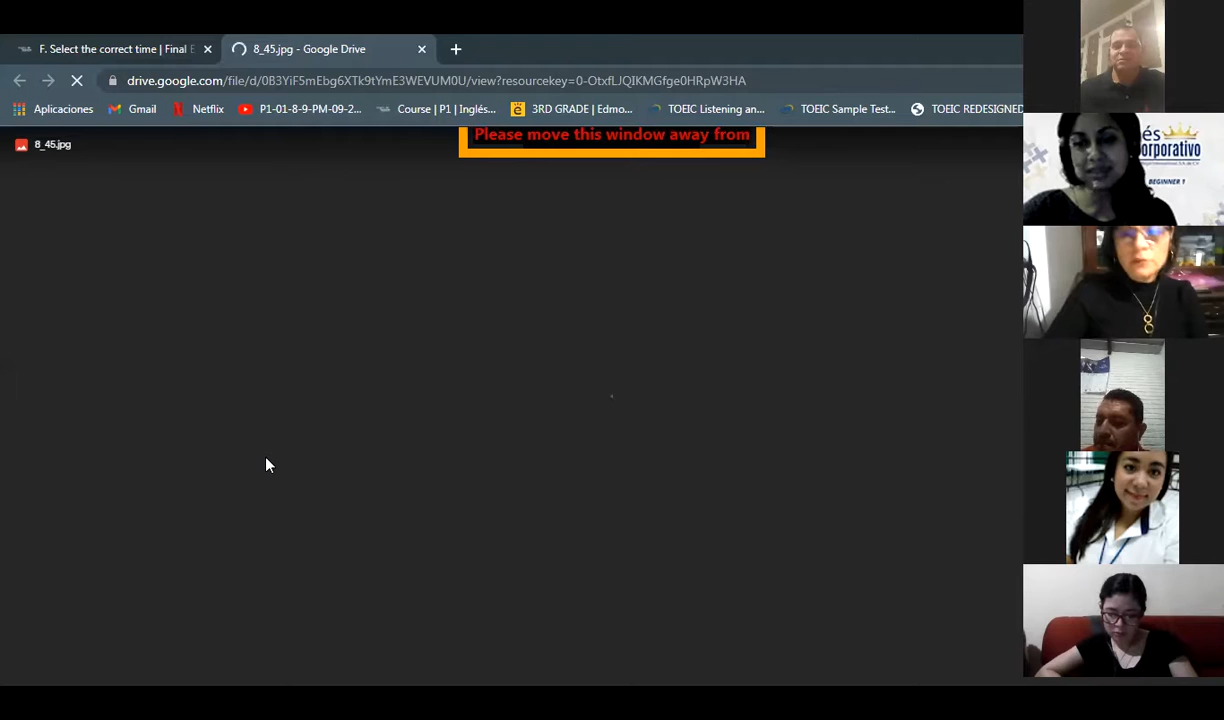 F. Select the correct time | Final E
8_45.jpg - Google Drive
drive.google.com/file/d/0B3YiF5mEbg6XTk9tYmE3WEVUM0U/view?resourcekey=0-OtxfLJQIKMGfge0HRpW3HA
Aplicaciones
Gmail
Netflix
P1-01-8-9-PM-09-2...
Course | P1 | Inglés...
3RD GRADE | Edmo...
TOEIC Listening an...
TOEIC Sample Test...
TOEIC REDESIGNED
Please move this window away from
8_45.jpg
és
orporativo
BEGINNER 1